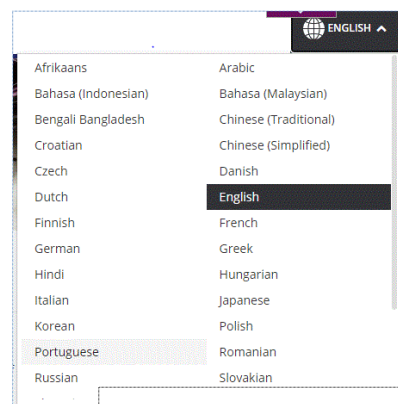 ENGLISH
Afrikaans Arabic
Bahasa (Indonesian) Bahasa (Malaysian)
Bengali Bangladesh Chinese (Traditional)
Croatian Chinese (Simplified)
Czech Danish
Dutch English
Finnish French
German Greek
Hindi Hungarian
Italian Japanese
Korean Polish
Portuguese Romanian
Russian Slovakian